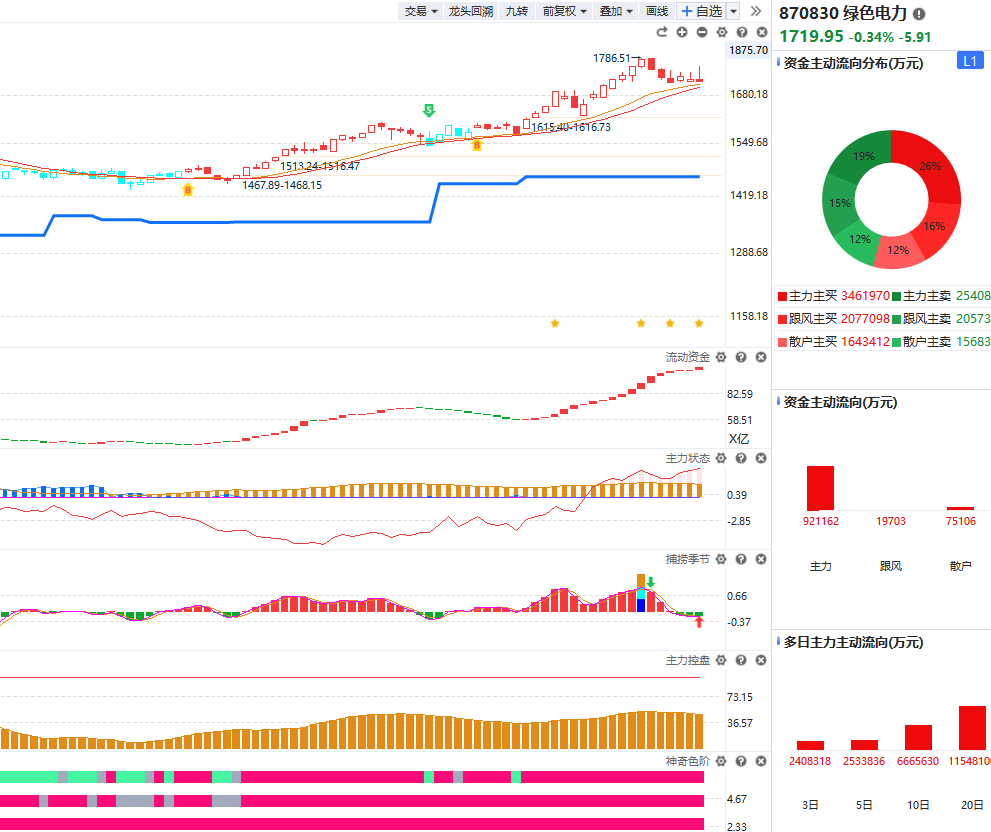 交易 龙头回溯 九转 前复权 叠加 画线 + 自选
870830 绿色电力
1719.95 -0.34% -5.91
资金主动流向分布(万元) L1
1875.70
1786.51
1680.18
S
1615.40-1616.73
1549.68
B
1513.24-1516.47
1467.89-1468.15
B
1419.18
1288.68
1158.18
19% 26%
15% 16%
12% 12%
主力主买 3461970 主力主卖 25408
跟风主买 2077098 跟风主卖 20573
散户主买 1643412 散户主卖 15683
流动资金
82.59
58.51
X亿
资金主动流向(万元)
主力状态
0.39
-2.85
921162 19703 75106
主力 跟风 散户
捕捞季节
0.66
-0.37
多日主力主动流向(万元)
主力控盘
73.15
36.57
2408318 2533836 6665630 1154810
3日 5日 10日 20日
神奇色阶
4.67
2.33